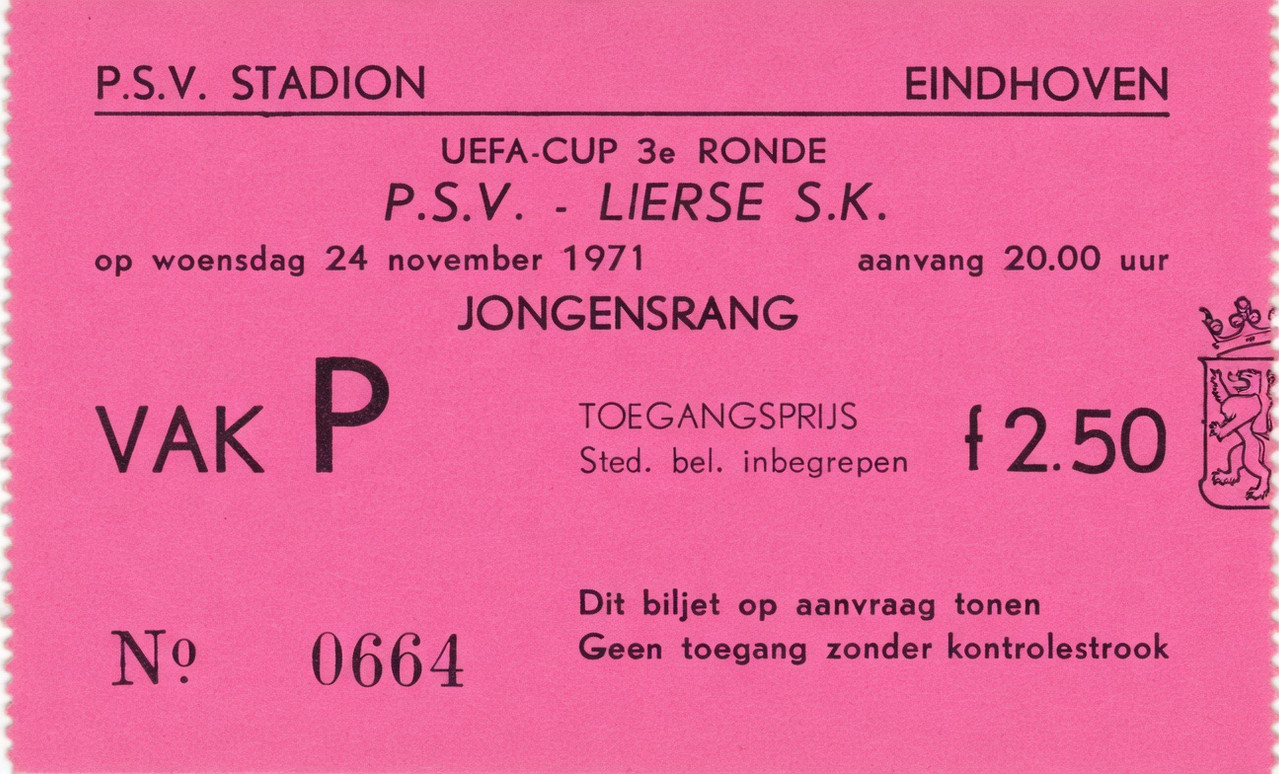 P.S.V. STADION EINDHOVEN
UEFA-CUP 3e RONDE
P.S.V. - LIERSE S.K.
op woensdag 24 november 1971 aanvang 20.00 uur
JONGENSRANG
VAK P
TOEGANGSPRIJS
Sted. bel. inbegrepen
f 2.50
Dit biljet op aanvraag tonen
Geen toegang zonder kontrolestrook
Nº. 0664